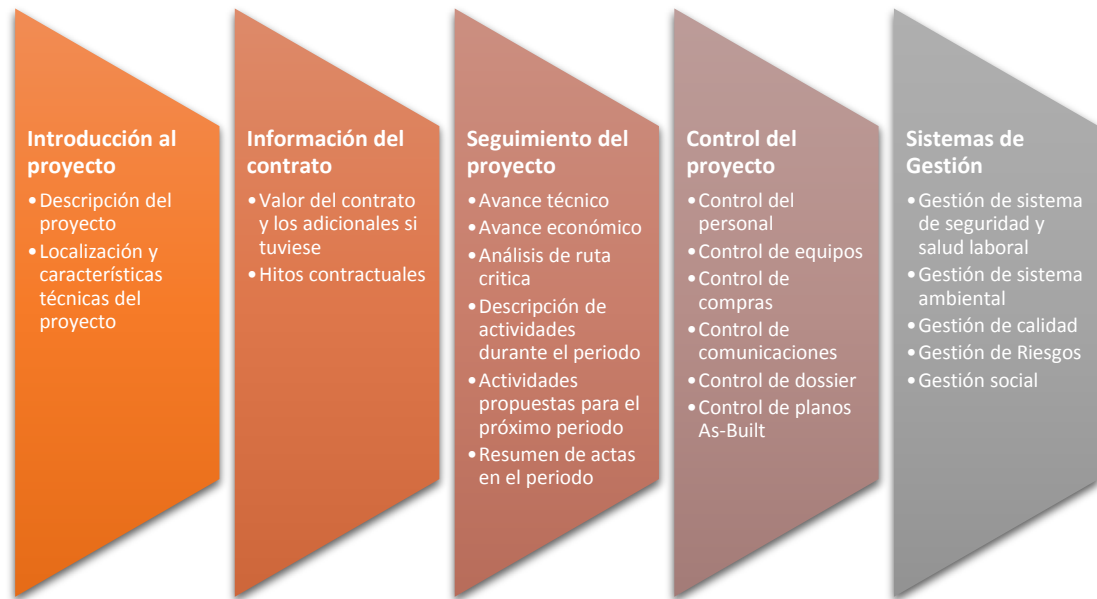 Introducción al
proyecto
•Descripción del
proyecto
•Localización y
características
técnicas del
proyecto
Información del
contrato
•Valor del contrato
y los adicionales si
tuviese
•Hitos contractuales
Seguimiento del
proyecto
•Avance técnico
•Avance económico
•Análisis de ruta
critica
•Descripción de
actividades
durante el periodo
•Actividades
propuestas para el
próximo periodo
•Resumen de actas
en el periodo
Control del
proyecto
•Control del
personal
•Control de equipos
•Control de
compras
•Control de
comunicaciones
•Control de dossier
•Control de planos
As-Built
Sistemas de
Gestión
•Gestión de sistema
de seguridad y
salud laboral
•Gestión de sistema
ambiental
•Gestión de calidad
•Gestión de Riesgos
•Gestión social